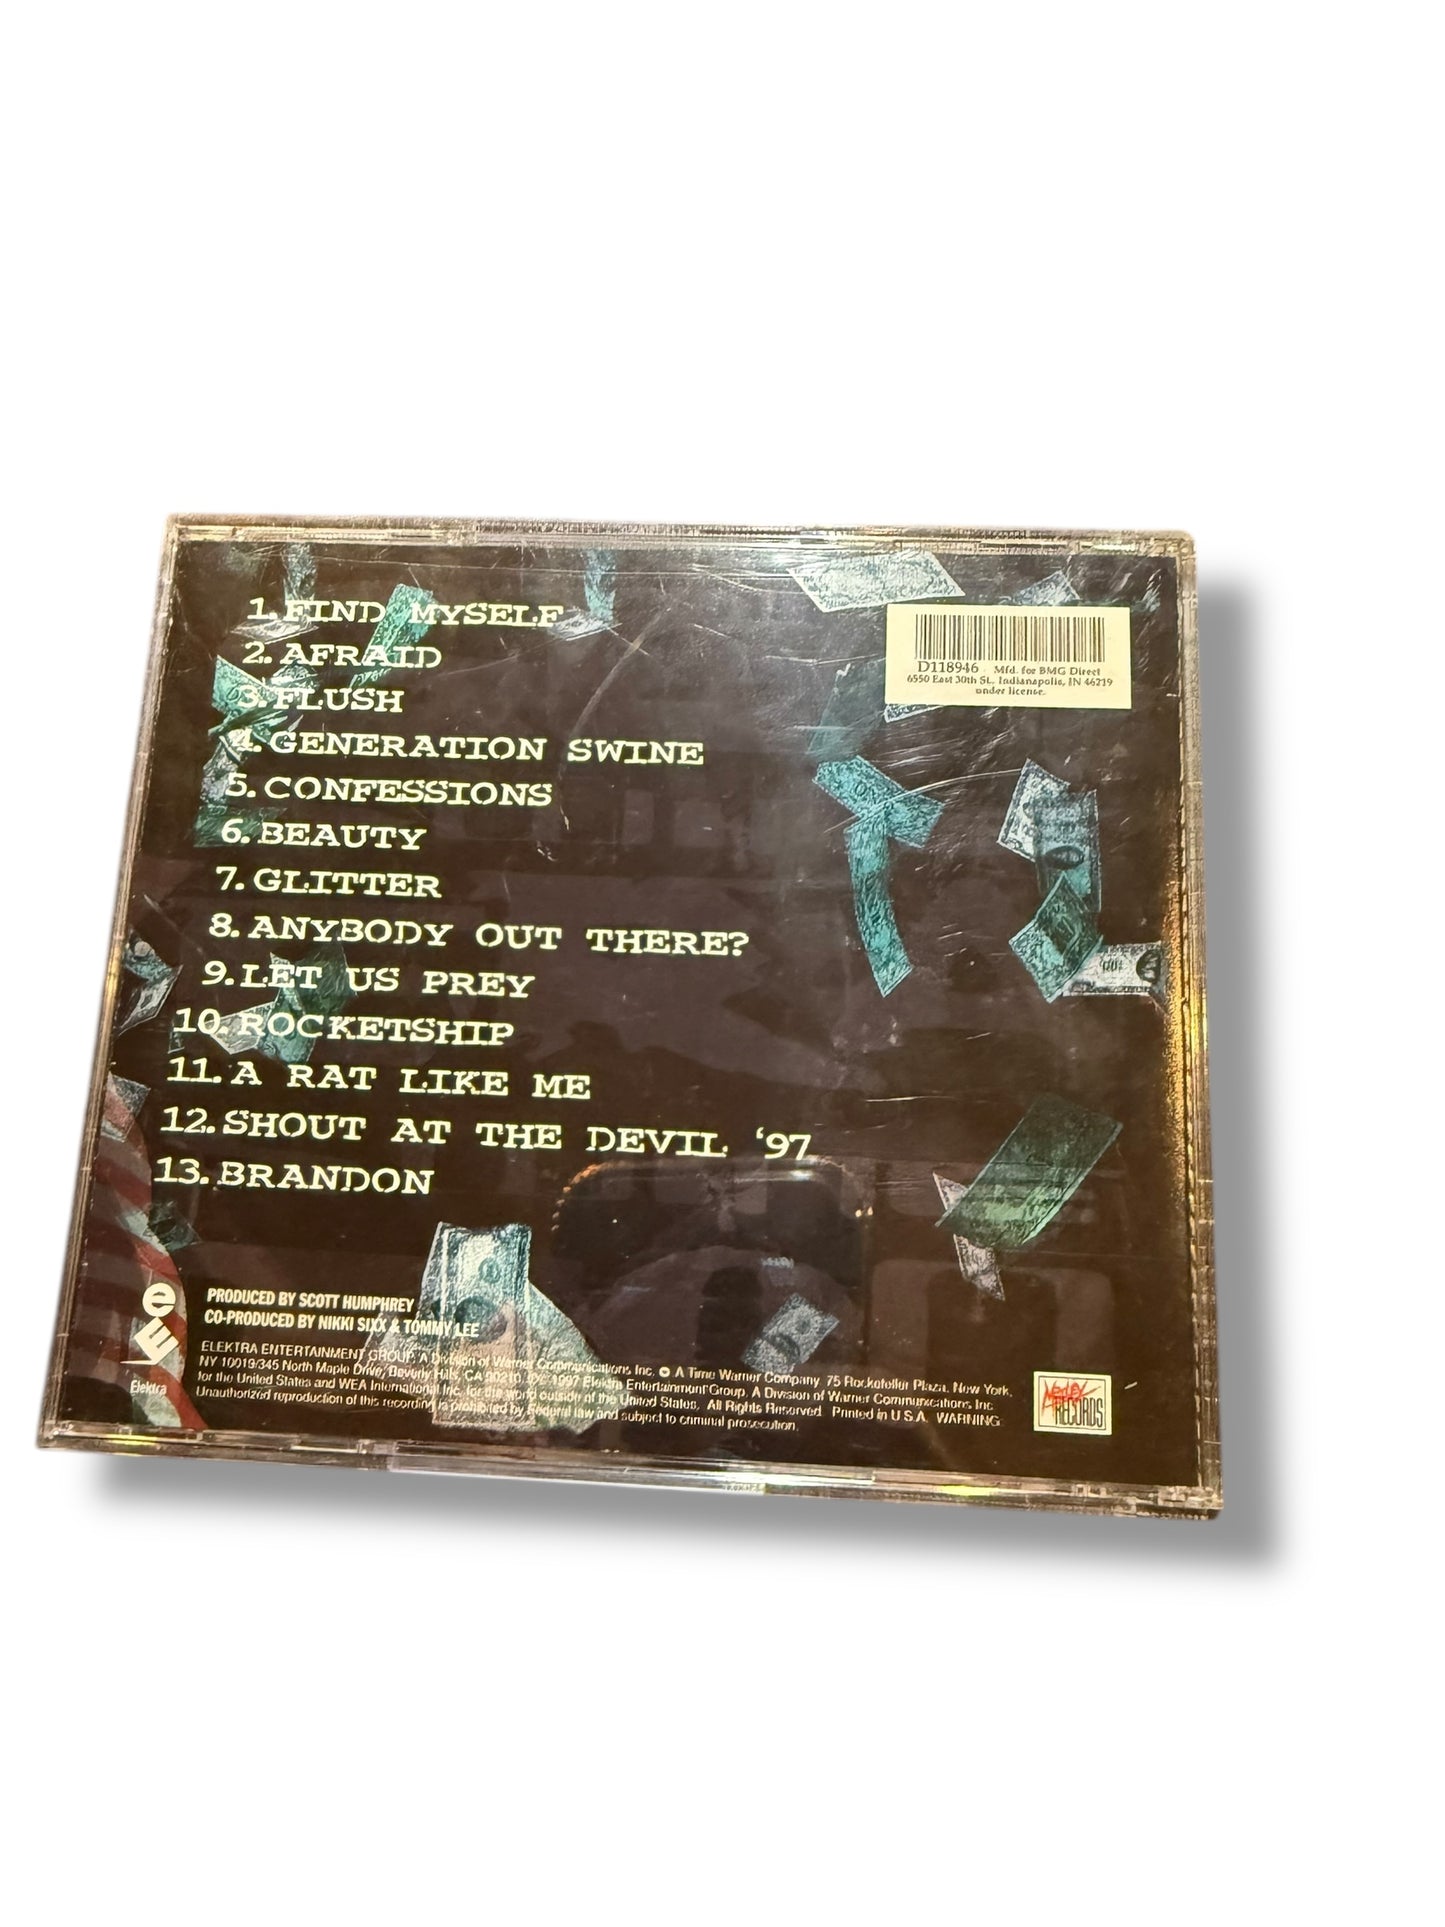 1. FIND MYSELF
2. AFRAID
3. FLUSH
4. GENERATION SWINE
5. CONFESSIONS
6. BEAUTY
7. GLITTER
8. ANYBODY OUT THERE?
9. LET US PREY
10. ROCKETSHIP
11. A RAT LIKE ME
12. SHOUT AT THE DEVIL ‘97
13. BRANDON
D118946 Mfd. for BMG Direct
6550 East 30th St., Indianapolis, IN 46219
under license.
PRODUCED BY SCOTT HUMPHREY
CO-PRODUCED BY NIKKI SIXX & TOMMY LEE
ELEKTRA ENTERTAINMENT GROUP, A Division of Warner Communications Inc. A Time Warner Company. 75 Rockefeller Plaza, New York,
NY 10019/345 North Maple Drive, Beverly Hills, CA 90210. 1997 Elektra Entertainment Group, A Division of Warner Communications Inc.
for the United States and WEA International Inc. for the world outside of the United States. All Rights Reserved. Printed in U.S.A. WARNING:
Unauthorized reproduction of this recording is prohibited by Federal law and subject to criminal prosecution.
Elektra
RECORDS